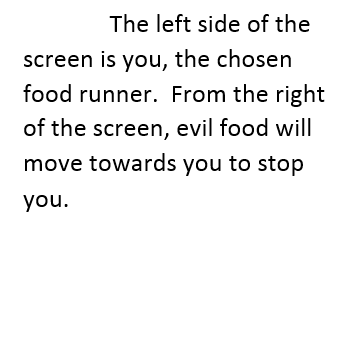 The left side of the
screen is you, the chosen
food runner.  From the right
of the screen, evil food will
move towards you to stop
you.